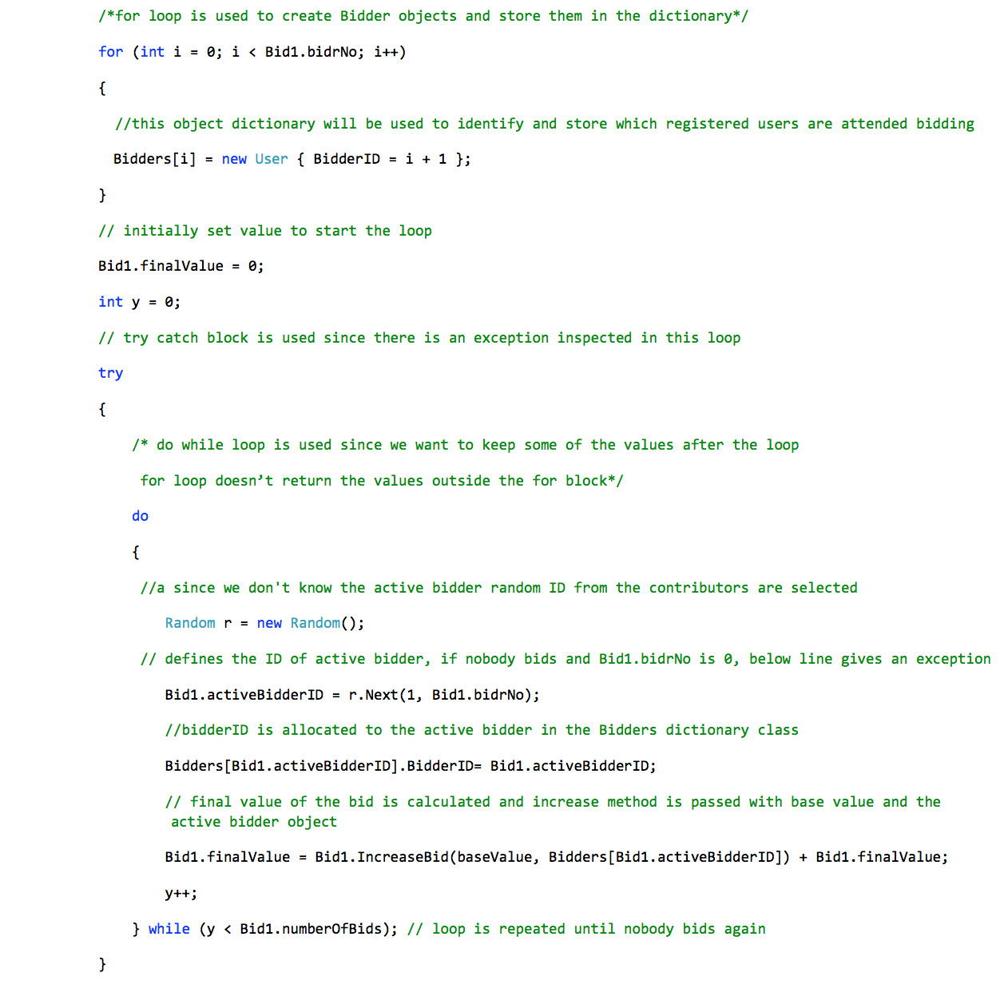 /*for loop is used to create Bidder objects and store them in the dictionary*/
for (int i = 0; i < Bid1.bidrNo; i++)
{
//this object dictionary will be used to identify and store which registered users are attended bidding
Bidders[i] = new User { BidderID = i + 1 };
}
// initially set value to start the loop
Bid1.finalValue = 0;
int y = 0;
// try catch block is used since there is an exception inspected in this loop
try
{
/* do while loop is used since we want to keep some of the values after the loop
for loop doesn’t return the values outside the for block*/
do
{
//a since we don't know the active bidder random ID from the contributors are selected
Random r = new Random();
// defines the ID of active bidder, if nobody bids and Bid1.bidrNo is 0, below line gives an exception
Bid1.activeBidderID = r.Next(1, Bid1.bidrNo);
//bidderID is allocated to the active bidder in the Bidders dictionary class
Bidders[Bid1.activeBidderID].BidderID= Bid1.activeBidderID;
// final value of the bid is calculated and increase method is passed with base value and the
active bidder object
Bid1.finalValue = Bid1.IncreaseBid(baseValue, Bidders[Bid1.activeBidderID]) + Bid1.finalValue;
y++;
} while (y < Bid1.numberOfBids); // loop is repeated until nobody bids again
}